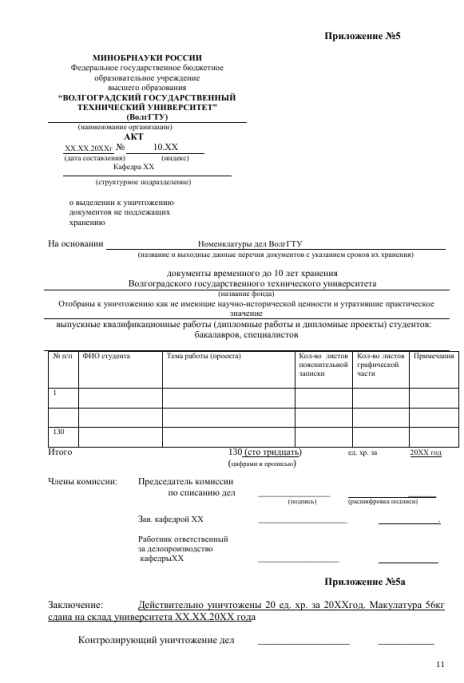 Приложение №5
МИНОБРНАУКИ РОССИИ
Федеральное государственное бюджетное
образовательное учреждение
высшего образования
“ВОЛГОГРАДСКИЙ ГОСУДАРСТВЕННЫЙ
ТЕХНИЧЕСКИЙ УНИВЕРСИТЕТ”
(ВолгГТУ)
(наименование организации)
АКТ
XX.XX.20XXг № 10.XX
(дата составления) (индекс)
Кафедра XX
(структурное подразделение)
о выделении к уничтожению
документов не подлежащих
хранению
На основании Номенклатуры дел ВолгГТУ
(название и выходные данные перечня документов с указанием сроков их хранения)
документы временного до 10 лет хранения
Волгоградского государственного технического университета
(название фонда)
Отобраны к уничтожению как не имеющие научно-исторической ценности и утратившие практическое
значение
выпускные квалификационные работы (дипломные работы и дипломные проекты) студентов:
бакалавров, специалистов
№ п/п ФИО студента Тема работы (проекта) Кол-во листов пояснительной записки Кол-во листов графической части Примечания
1
130
Итого 130 (сто тридцать) ед. хр. за 20XX год
(цифрами и прописью)
Члены комиссии: Председатель комиссии
по списанию дел
(подпись) (расшифровка подписи)
Зав. кафедрой XX
Работник ответственный
за делопроизводство
кафедрыXX
Приложение №5а
Заключение: Действительно уничтожены 20 ед. хр. за 20XXгод. Макулатура 56кг
сдана на склад университета XX.XX.20XX года
Контролирующий уничтожение дел
11